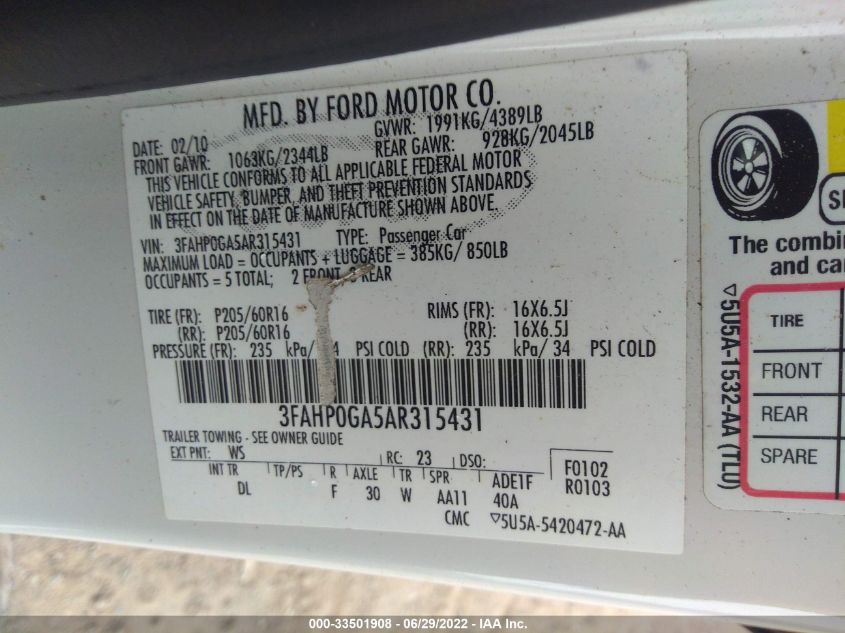 MFD. BY FORD MOTOR CO.
DATE: 02/10 GVWR: 1991KG/4389LB
FRONT GAWR: 1063KG/2344LB REAR GAWR: 928KG/2045LB
THIS VEHICLE CONFORMS TO ALL APPLICABLE FEDERAL MOTOR
VEHICLE SAFETY, BUMPER, AND THEFT PREVENTION STANDARDS
IN EFFECT ON THE DATE OF MANUFACTURE SHOWN ABOVE.
VIN: 3FAHP0GA5AR315431 TYPE: Passenger Car
MAXIMUM LOAD = OCCUPANTS + LUGGAGE = 385KG/ 850LB
OCCUPANTS = 5 TOTAL; 2 FRONT, 3 REAR
TIRE (FR): P205/60R16 RIMS (FR): 16X6.5J
(RR): P205/60R16 (RR): 16X6.5J
PRESSURE (FR): 235 kPa/ 4 PSI COLD (RR): 235 kPa/ 34 PSI COLD
3FAHP0GA5AR315431
TRAILER TOWING - SEE OWNER GUIDE
EXT PNT: WS RC: 23 DSO: F0102
INT TR TP/PS R AXLE TR SPR ADE1F R0103
DL F 30 W AA11 40A
CMC ▽5U5A-5420472-AA
The combin
and ca
▽5U5A-1532-AA (TLU)
TIRE
FRONT
REAR
SPARE
000-33501908 - 06/29/2022 - IAA Inc.